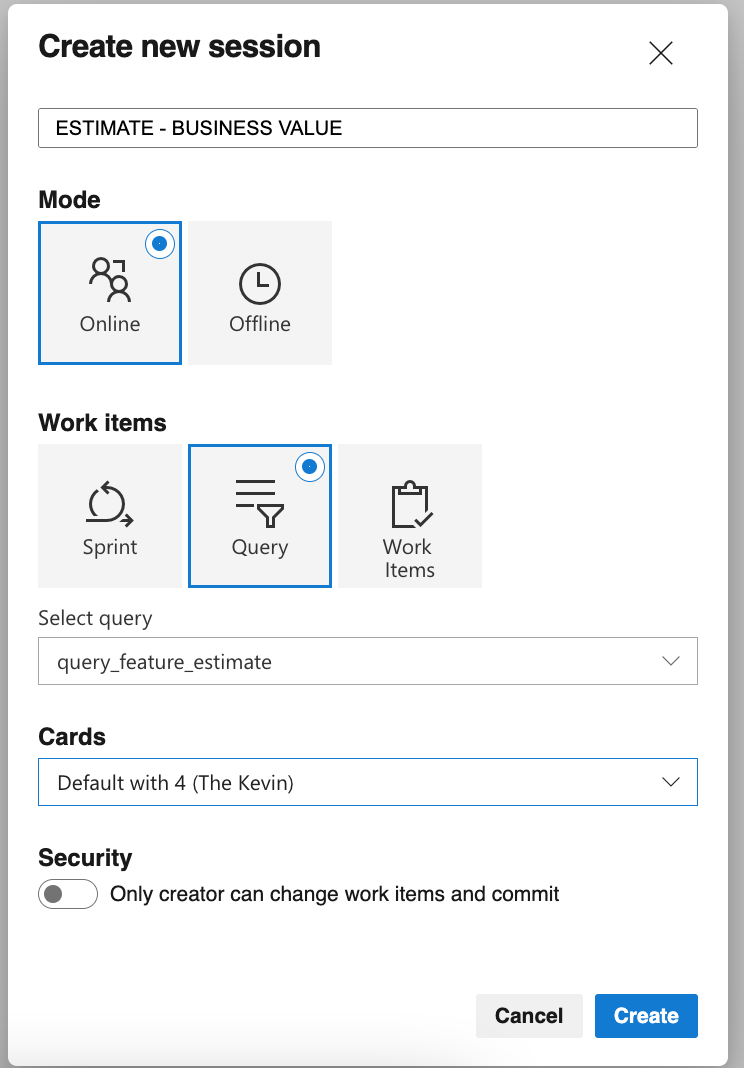 Create new session
ESTIMATE - BUSINESS VALUE
Mode
Online
Offline
Work items
Sprint
Query
Work
Items
Select query
query_feature_estimate
Cards
Default with 4 (The Kevin)
Security
Only creator can change work items and commit
Cancel
Create